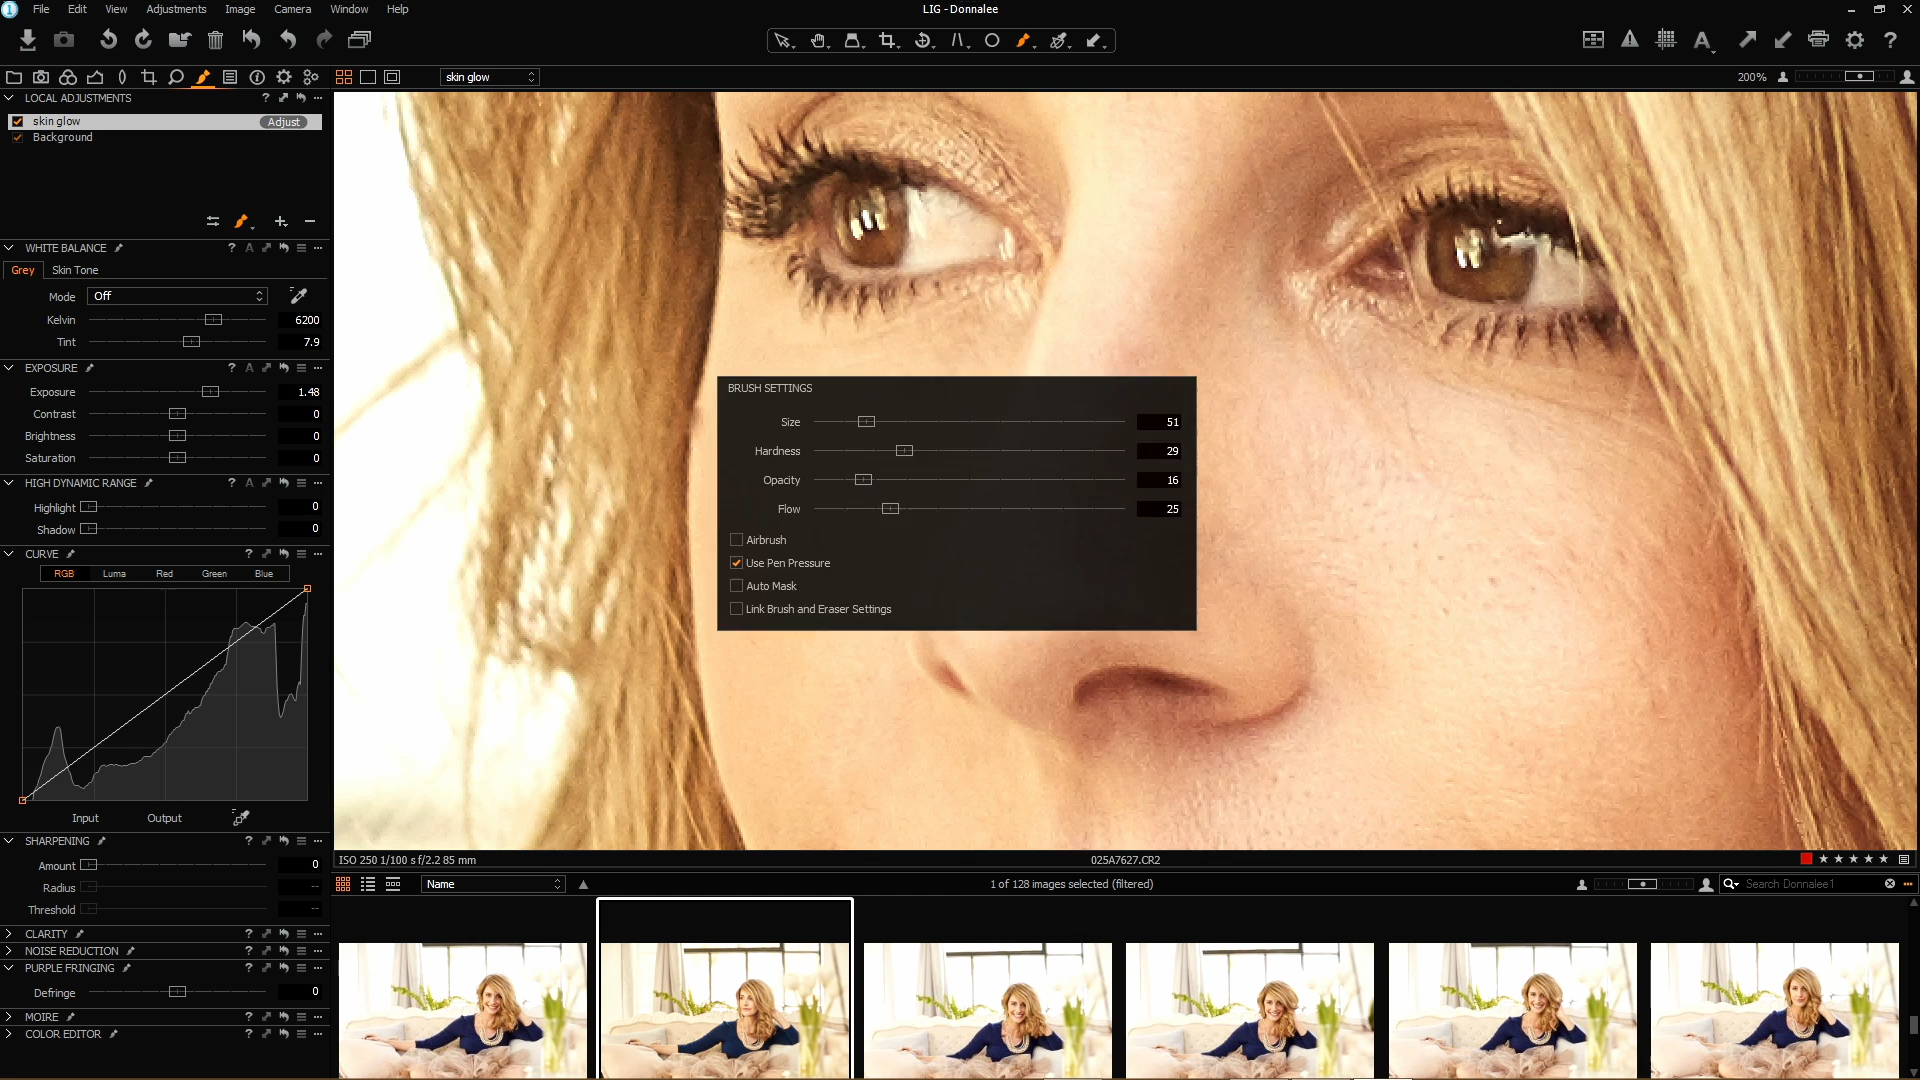 File Edit View Adjustments Image Camera Window Help
LIG - Donnalee
LOCAL ADJUSTMENTS
skin glow Adjust
Background
skin glow
200%
WHITE BALANCE
Grey Skin Tone
Mode Off
Kelvin 6200
Tint 7.9
EXPOSURE
Exposure 1.48
Contrast 0
Brightness 0
Saturation 0
HIGH DYNAMIC RANGE
Highlight 0
Shadow 0
CURVE
RGB Luma Red Green Blue
Input Output
SHARPENING
Amount 0
Radius --
Threshold --
CLARITY
NOISE REDUCTION
PURPLE FRINGING
Defringe 0
MOIRE
COLOR EDITOR
BRUSH SETTINGS
Size 51
Hardness 29
Opacity 16
Flow 25
Airbrush
Use Pen Pressure
Auto Mask
Link Brush and Eraser Settings
ISO 250 1/100 s f/2.2 85 mm
025A7627.CR2
Name
1 of 128 images selected (filtered)
Search Donnalee1